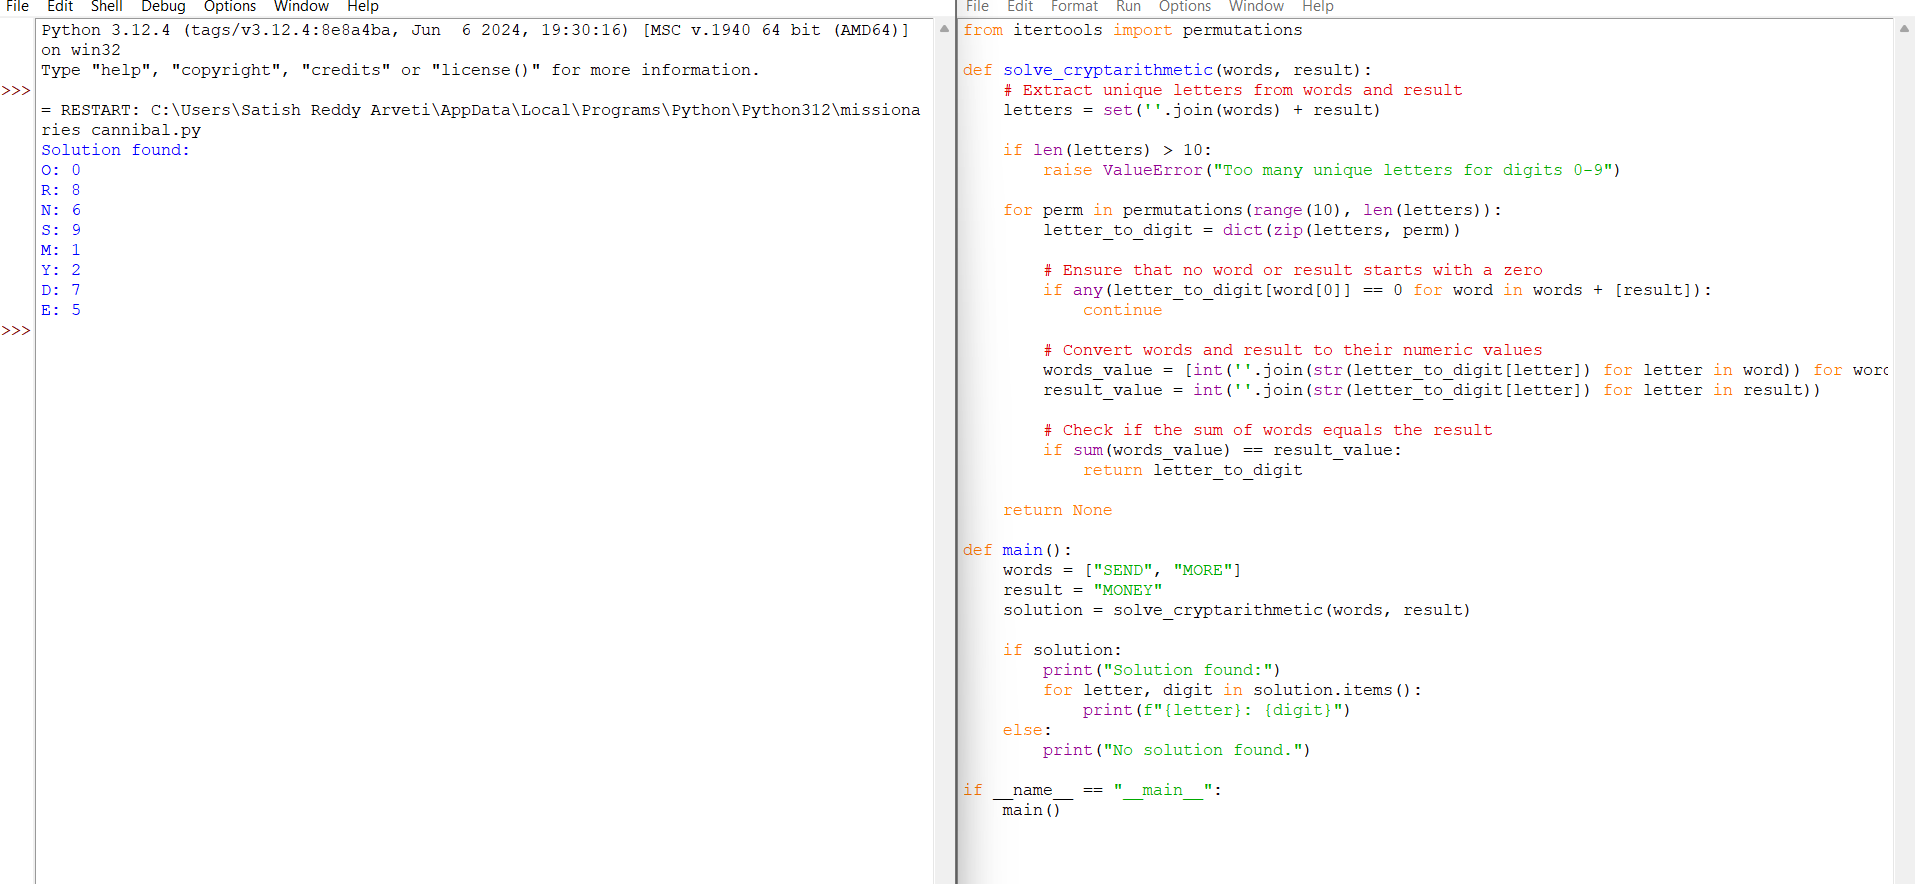 File Edit Shell Debug Options Window Help
Python 3.12.4 (tags/v3.12.4:8e8a4ba, Jun  6 2024, 19:30:16) [MSC v.1940 64 bit (AMD64)]
on win32
Type "help", "copyright", "credits" or "license()" for more information.
>>>
= RESTART: C:\Users\Satish Reddy Arveti\AppData\Local\Programs\Python\Python312\missiona
ries cannibal.py
Solution found:
O: 0
R: 8
N: 6
S: 9
M: 1
Y: 2
D: 7
E: 5
>>>
File Edit Format Run Options Window Help
from itertools import permutations
def solve_cryptarithmetic(words, result):
    # Extract unique letters from words and result
    letters = set(''.join(words) + result)
    if len(letters) > 10:
        raise ValueError("Too many unique letters for digits 0-9")
    for perm in permutations(range(10), len(letters)):
        letter_to_digit = dict(zip(letters, perm))
        # Ensure that no word or result starts with a zero
        if any(letter_to_digit[word[0]] == 0 for word in words + [result]):
            continue
        # Convert words and result to their numeric values
        words_value = [int(''.join(str(letter_to_digit[letter]) for letter in word)) for
        result_value = int(''.join(str(letter_to_digit[letter]) for letter in result))
        # Check if the sum of words equals the result
        if sum(words_value) == result_value:
            return letter_to_digit
    return None
def main():
    words = ["SEND", "MORE"]
    result = "MONEY"
    solution = solve_cryptarithmetic(words, result)
    if solution:
        print("Solution found:")
        for letter, digit in solution.items():
            print(f"{letter}: {digit}")
    else:
        print("No solution found.")
if __name__ == "__main__":
    main()